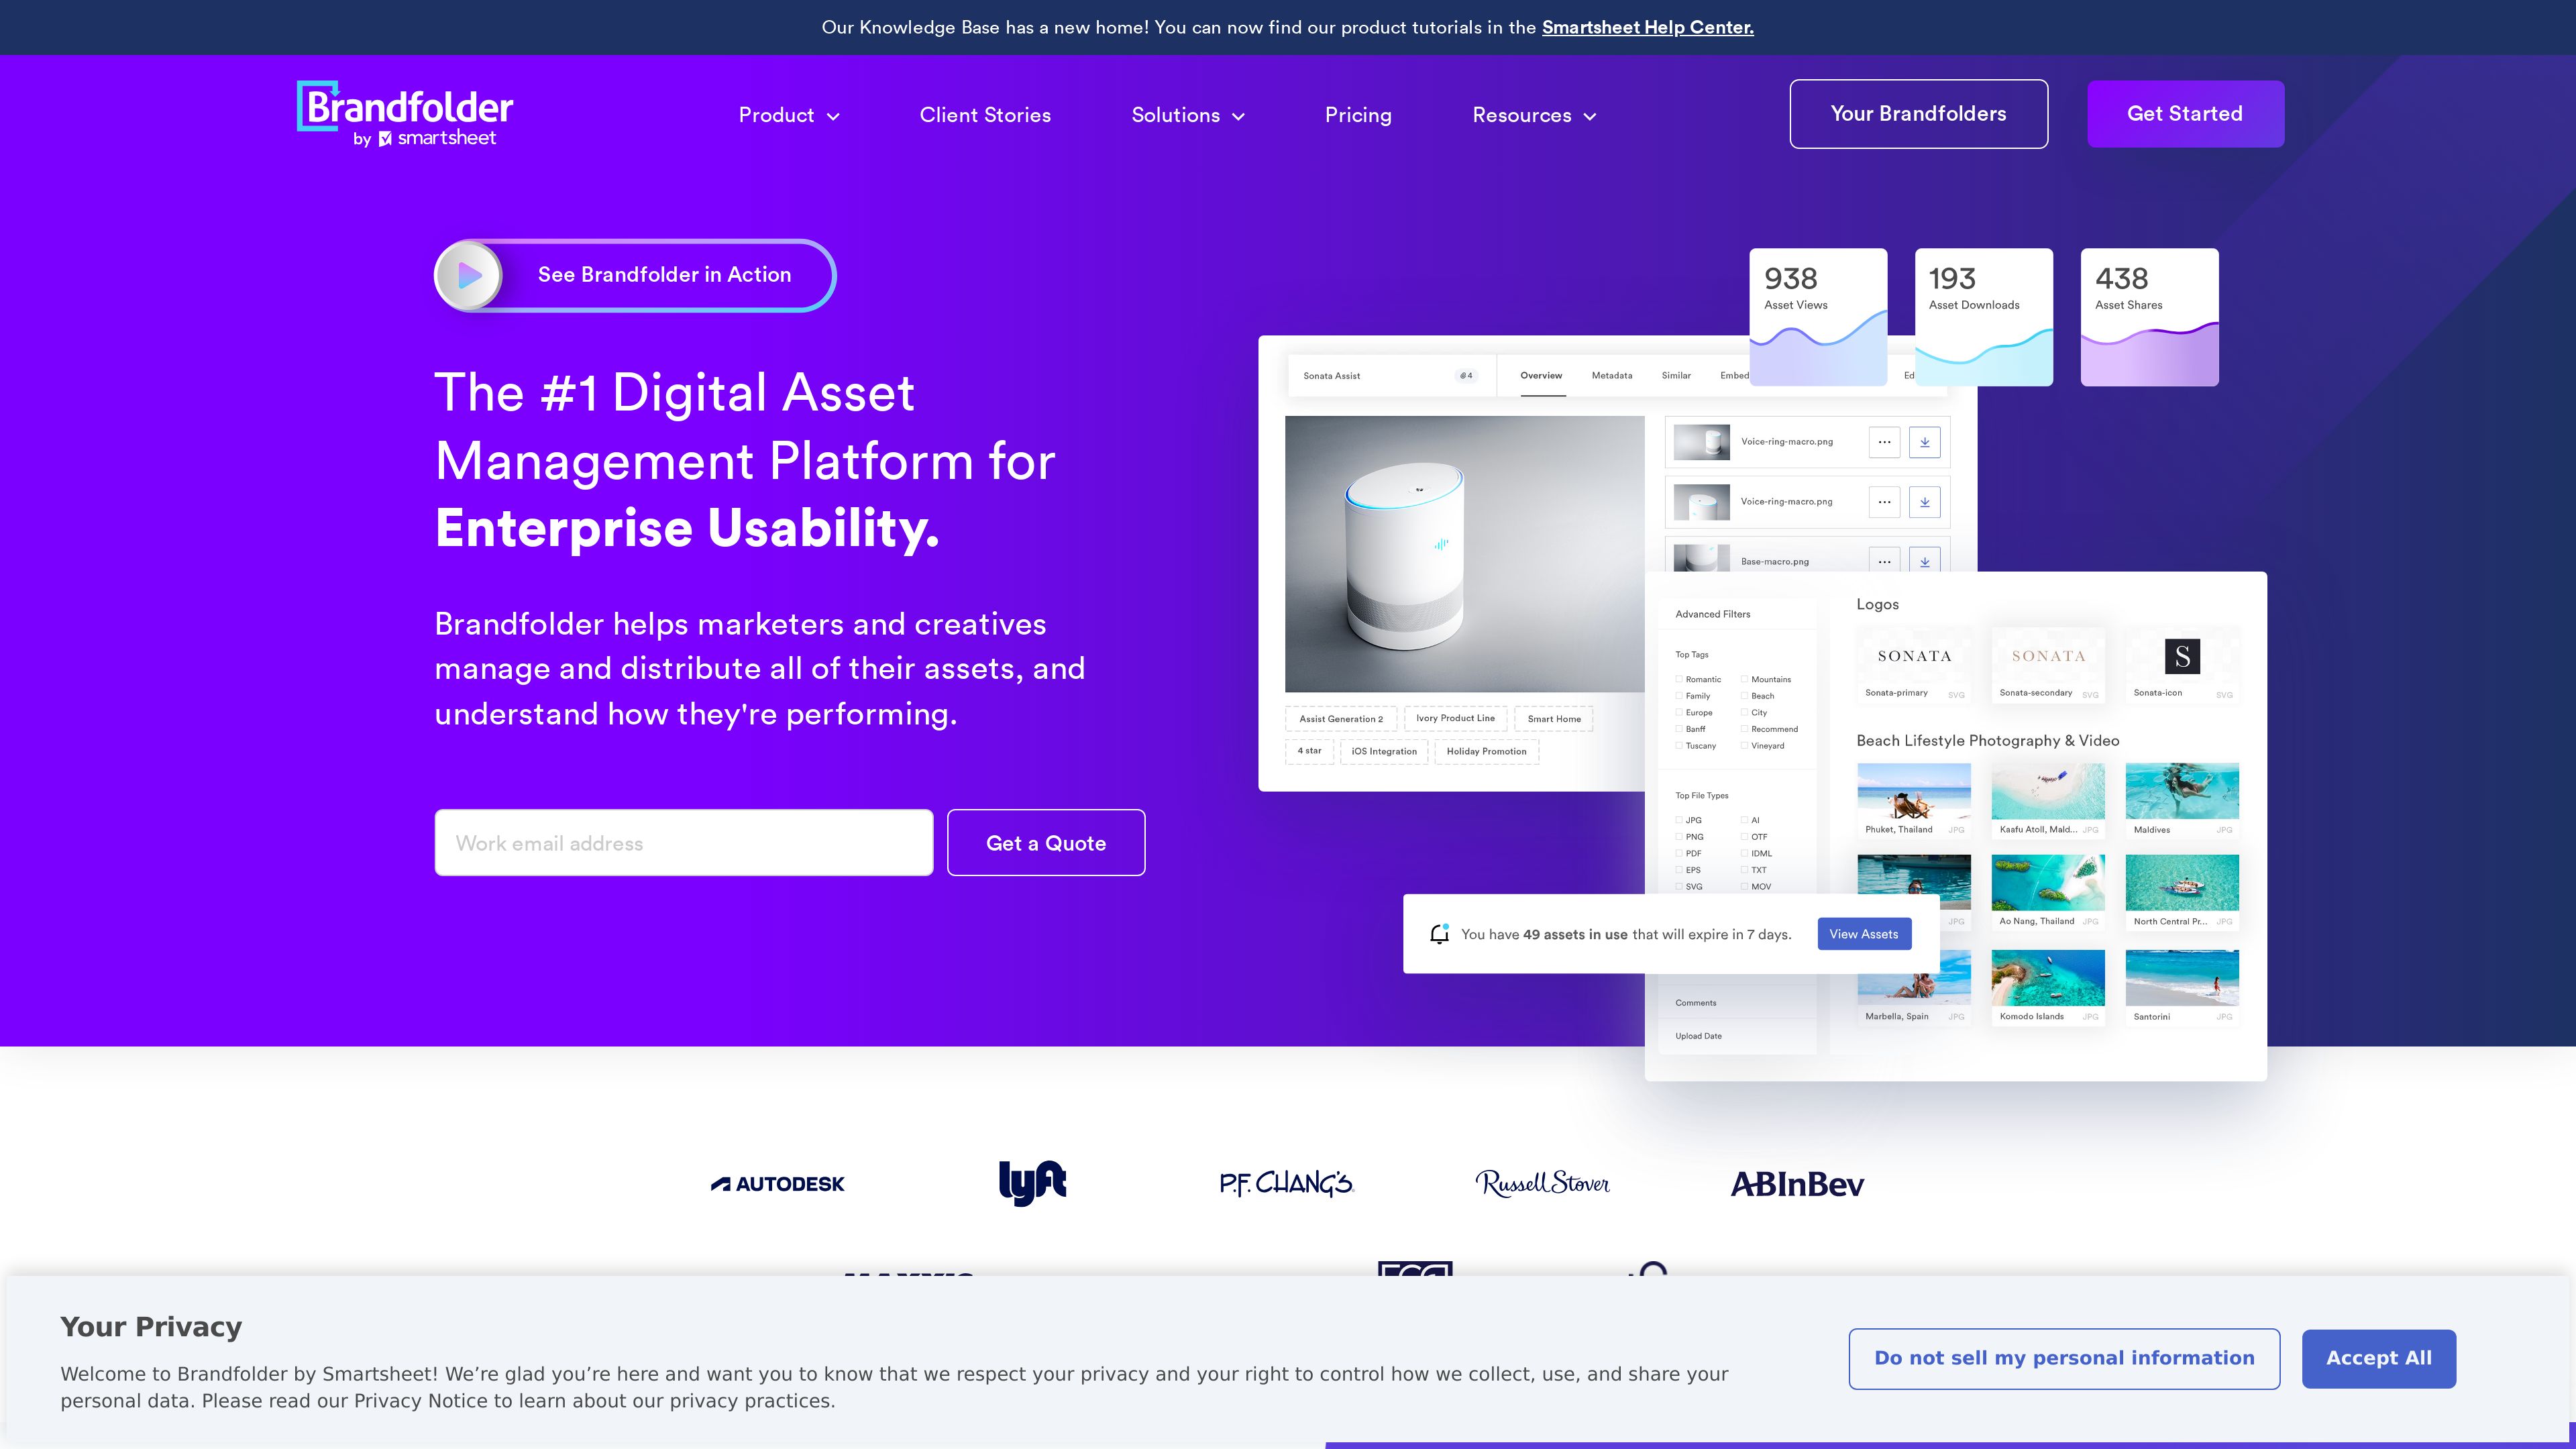 Our Knowledge Base has a new home! You can now find our product tutorials in the Smartsheet Help Center.
Brandfolder
by smartsheet
Product
Client Stories
Solutions
Pricing
Resources
Your Brandfolders
Get Started
See Brandfolder in Action
The #1 Digital Asset
Management Platform for
Enterprise Usability.
Brandfolder helps marketers and creatives
manage and distribute all of their assets, and
understand how they're performing.
Work email address
Get a Quote
938
Asset Views
193
Asset Downloads
438
Asset Shares
Sonata Assist
4
Overview
Metadata
Similar
Embed
Ed
Voice-ring-macro.png
Voice-ring-macro.png
Base-macro.png
Assist Generation 2
Ivory Product Line
Smart Home
4 star
iOS Integration
Holiday Promotion
Advanced Filters
Top Tags
Romantic
Mountains
Family
Beach
Europe
City
Banff
Recommend
Tuscany
Vineyard
Top File Types
JPG
AI
PNG
OTF
PDF
IDML
EPS
TXT
SVG
MOV
Comments
Upload Date
Logos
SONATA
Sonata-primary SVG
SONATA
Sonata-secondary SVG
S
Sonata-icon SVG
Beach Lifestyle Photography & Video
Phuket, Thailand JPG
Kaafu Atoll, Mald... JPG
Maldives JPG
JPG
Ao Nang, Thailand JPG
North Central Pr... JPG
Marbella, Spain JPG
Komodo Islands JPG
Santorini JPG
You have 49 assets in use that will expire in 7 days.
View Assets
AUTODESK
lyft
P.F. CHANG'S
Russell Stover
ABInBev
Your Privacy
Welcome to Brandfolder by Smartsheet! We’re glad you’re here and want you to know that we respect your privacy and your right to control how we collect, use, and share your
personal data. Please read our Privacy Notice to learn about our privacy practices.
Do not sell my personal information
Accept All